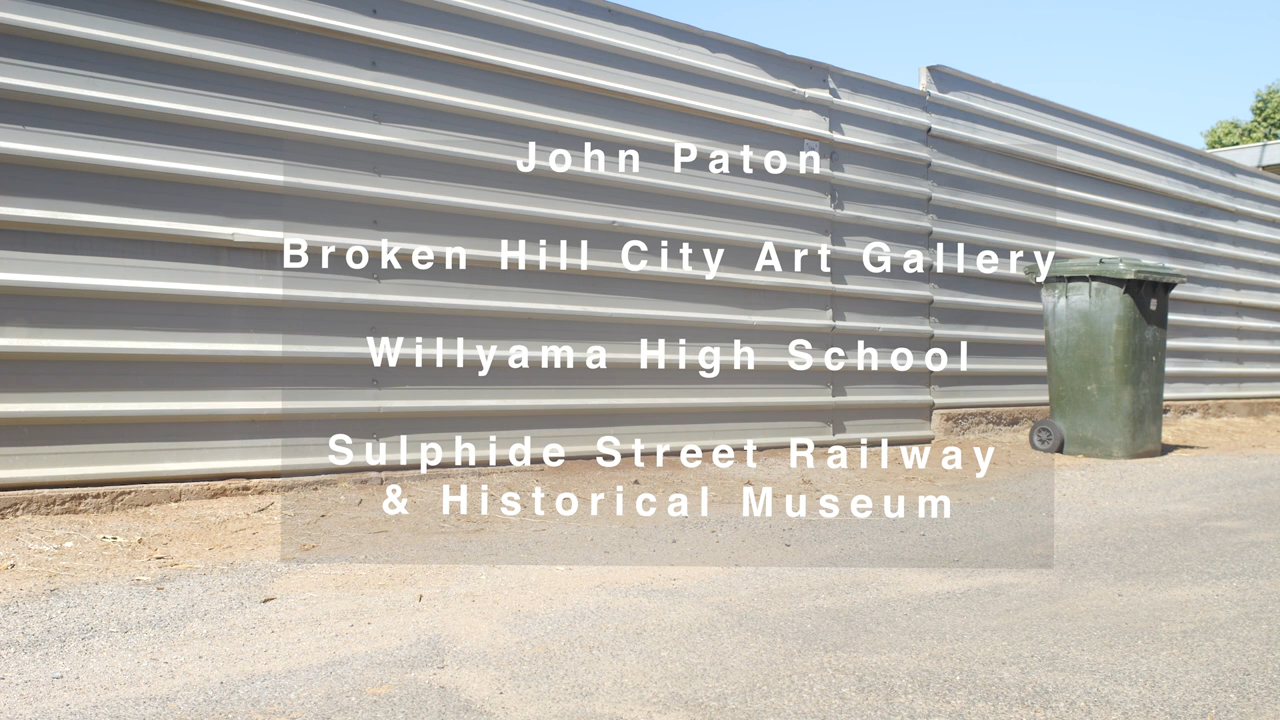 John Paton
Broken Hill City Art Gallery
Willyama High School
Sulphide Street Railway
& Historical Museum